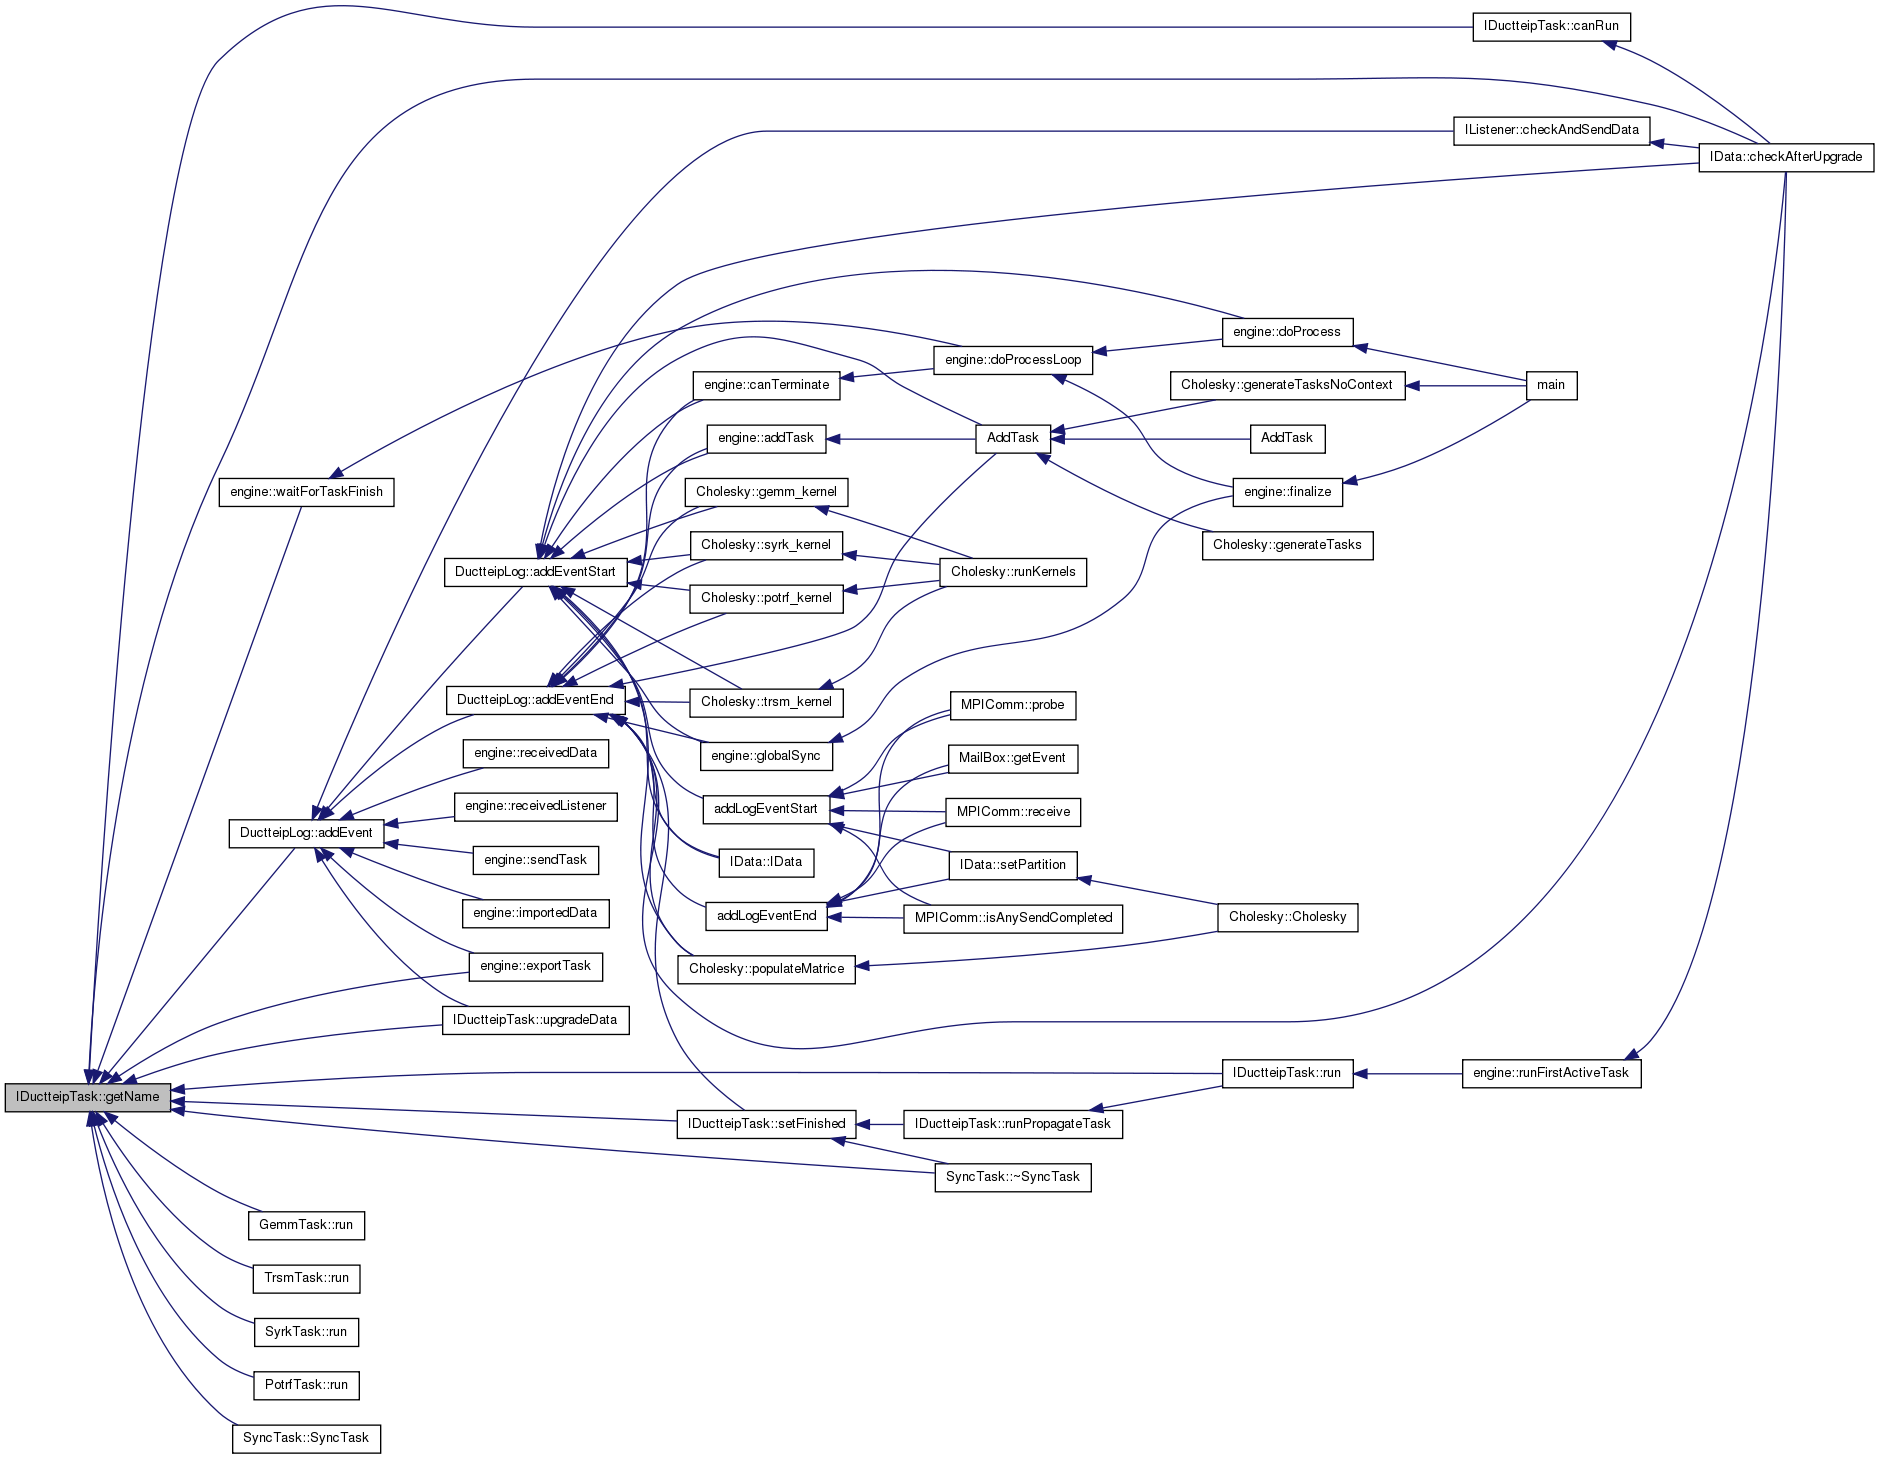 IDuctteipTask::canRun
IListener::checkAndSendData
IData::checkAfterUpgrade
engine::doProcess
engine::doProcessLoop
engine::canTerminate
Cholesky::generateTasksNoContext
main
engine::addTask
AddTask
AddTask
engine::waitForTaskFinish
Cholesky::gemm_kernel
engine::finalize
Cholesky::syrk_kernel
Cholesky::generateTasks
DuctteipLog::addEventStart
Cholesky::runKernels
Cholesky::potrf_kernel
DuctteipLog::addEventEnd
Cholesky::trsm_kernel
MPIComm::probe
engine::receivedData
engine::globalSync
MailBox::getEvent
engine::receivedListener
addLogEventStart
MPIComm::receive
DuctteipLog::addEvent
engine::sendTask
IData::IData
IData::setPartition
engine::importedData
addLogEventEnd
MPIComm::isAnySendCompleted
Cholesky::Cholesky
engine::exportTask
Cholesky::populateMatrice
IDuctteipTask::upgradeData
IDuctteipTask::run
engine::runFirstActiveTask
IDuctteipTask::getName
IDuctteipTask::setFinished
IDuctteipTask::runPropagateTask
SyncTask::~SyncTask
GemmTask::run
TrsmTask::run
SyrkTask::run
PotrfTask::run
SyncTask::SyncTask